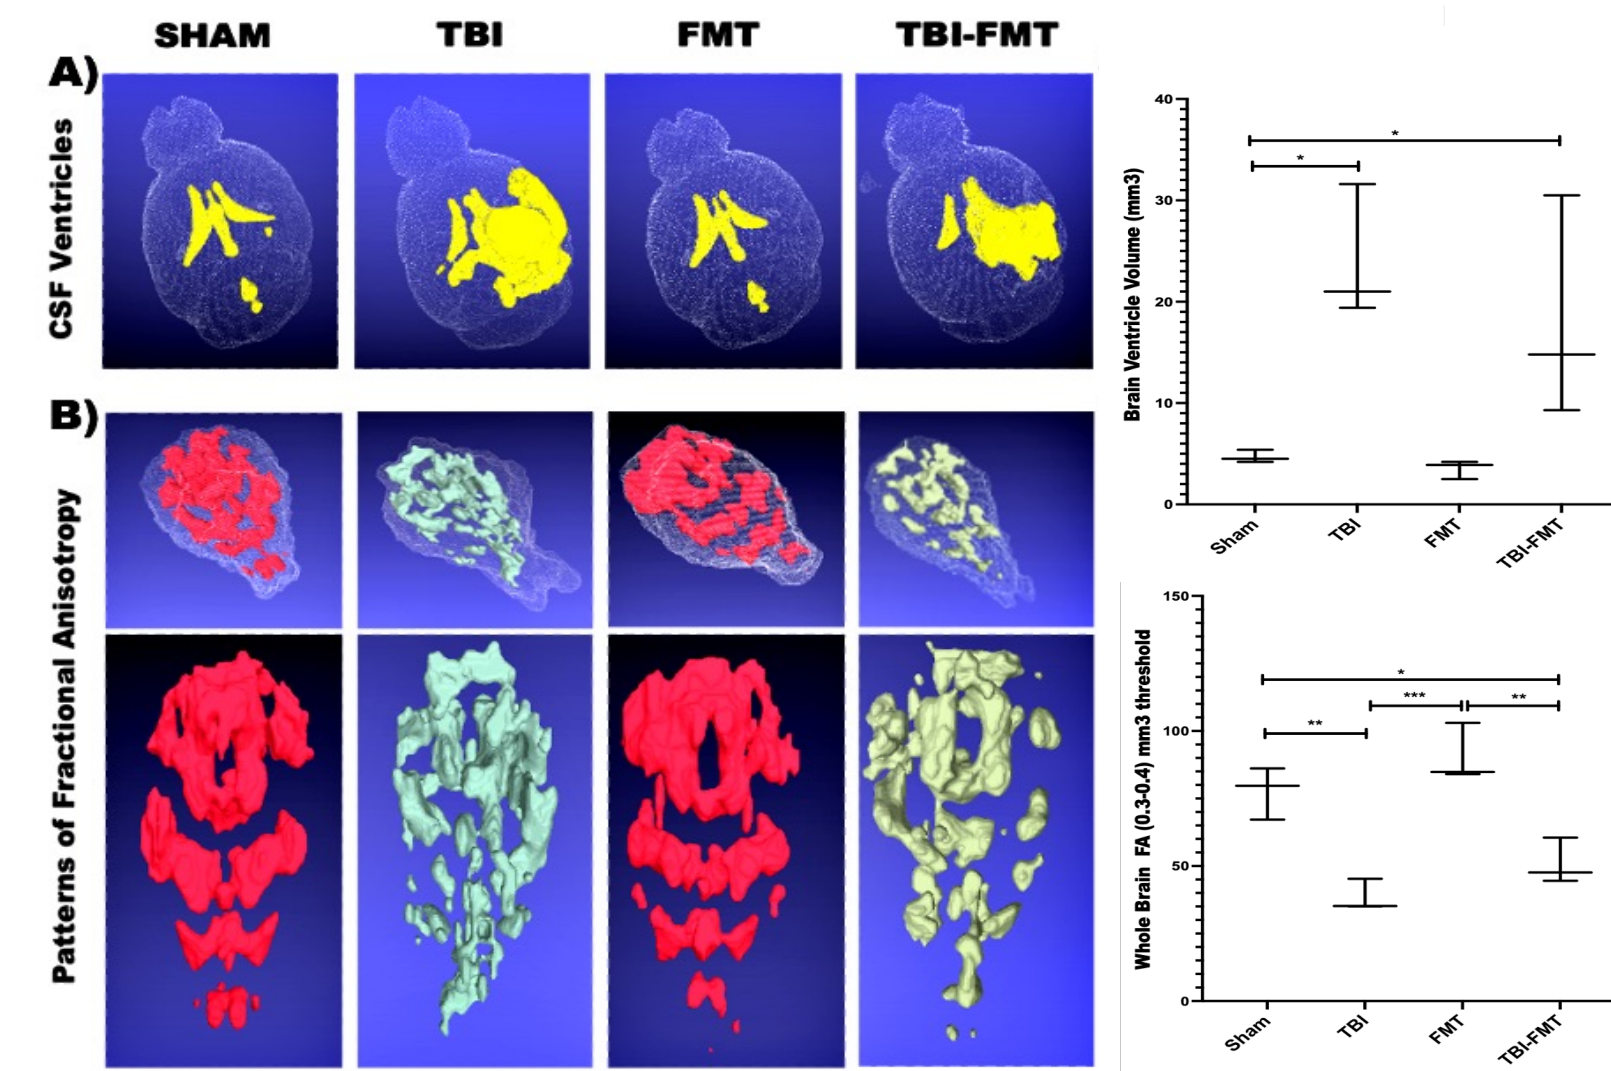 SHAM TBI FMT TBI-FMT
A)
CSF Ventricles
B)
Patterns of Fractional Anisotropy
Brain Ventricle Volume (mm3)
40
30
20
10
0
*
*
Sham TBI FMT TBI-FMT
Whole Brain FA (0.3-0.4) mm3 threshold
150
100
50
0
*
*** **
**
Sham TBI FMT TBI-FMT